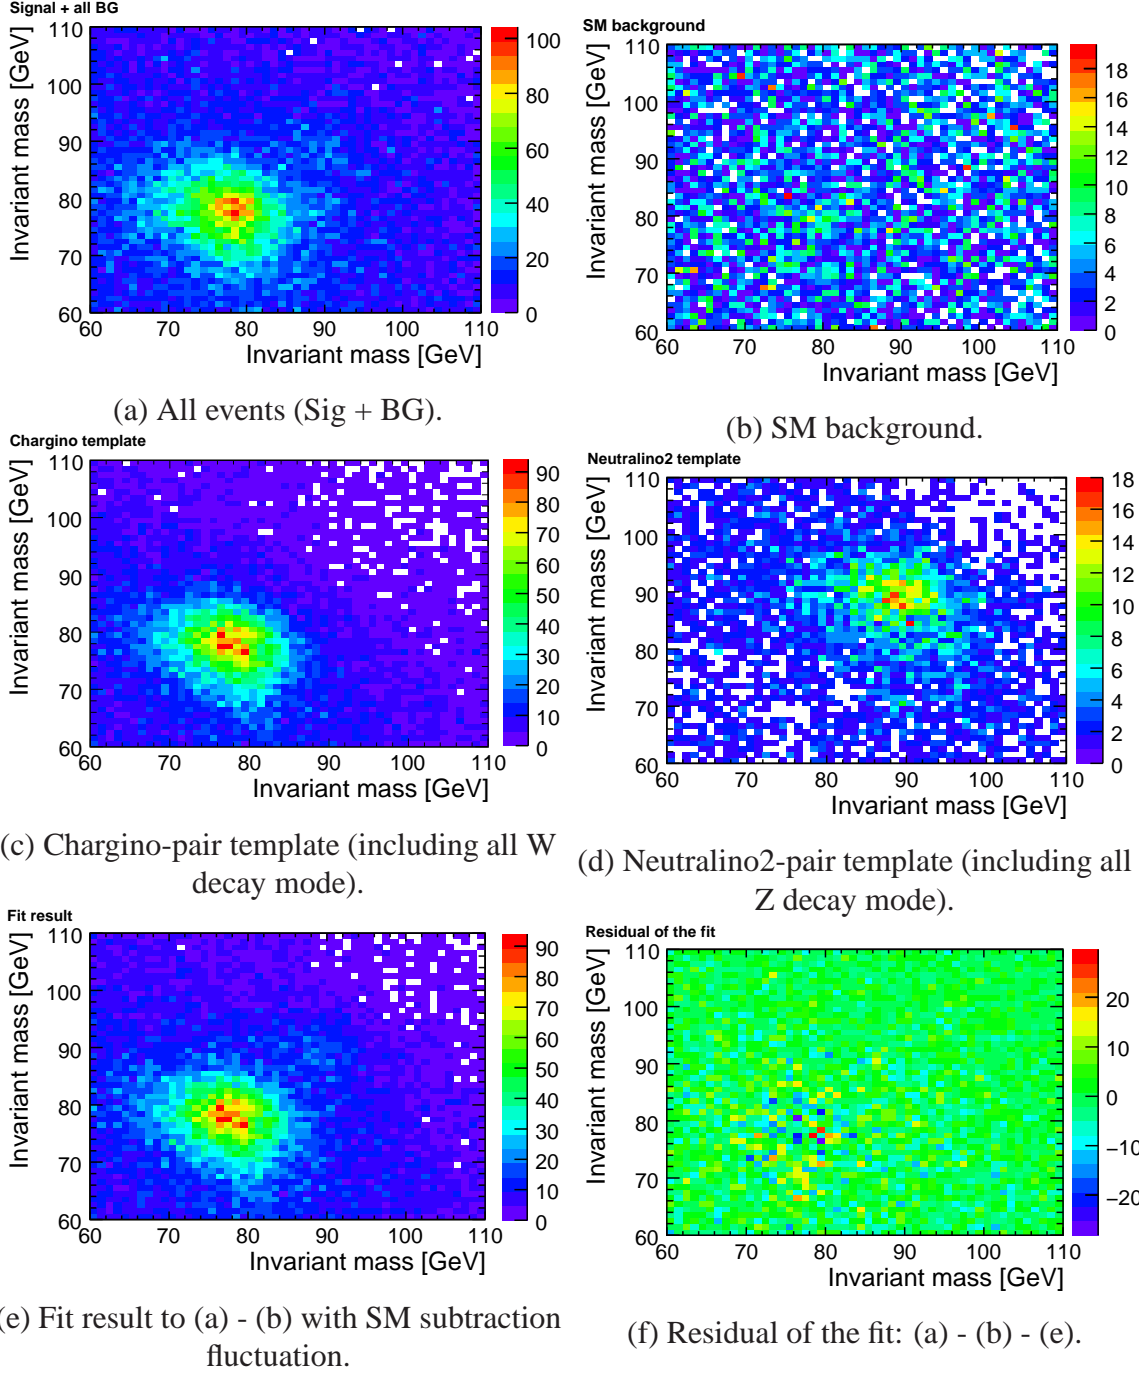 Signal + all BG
Invariant mass [GeV]
110
100
90
80
70
60
60 70 80 90 100 110
Invariant mass [GeV]
100
80
60
40
20
0
(a) All events (Sig + BG).
SM background
Invariant mass [GeV]
110
100
90
80
70
60
60 70 80 90 100 110
Invariant mass [GeV]
18
16
14
12
10
8
6
4
2
0
(b) SM background.
Chargino template
Invariant mass [GeV]
110
100
90
80
70
60
60 70 80 90 100 110
Invariant mass [GeV]
90
80
70
60
50
40
30
20
10
0
(c) Chargino-pair template (including all W
decay mode).
Neutralino2 template
Invariant mass [GeV]
110
100
90
80
70
60
60 70 80 90 100 110
Invariant mass [GeV]
18
16
14
12
10
8
6
4
2
0
(d) Neutralino2-pair template (including all
Z decay mode).
Fit result
Invariant mass [GeV]
110
100
90
80
70
60
60 70 80 90 100 110
Invariant mass [GeV]
90
80
70
60
50
40
30
20
10
0
(e) Fit result to (a) - (b) with SM subtraction
fluctuation.
Residual of the fit
Invariant mass [GeV]
110
100
90
80
70
60
60 70 80 90 100 110
Invariant mass [GeV]
20
10
0
−10
−20
(f) Residual of the fit: (a) - (b) - (e).